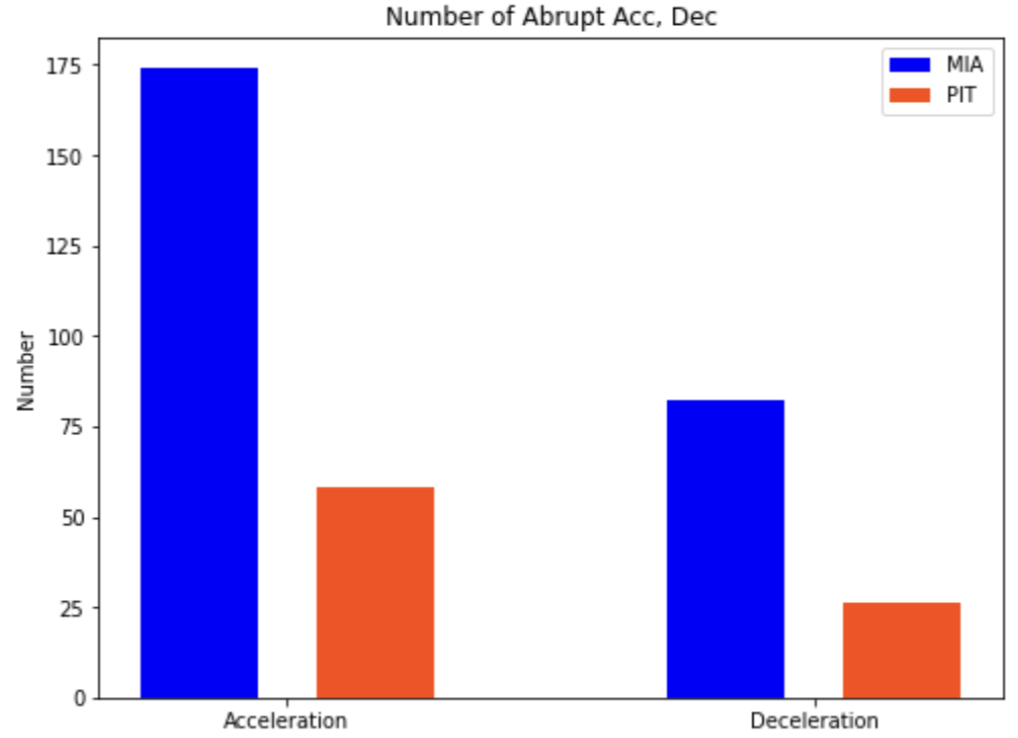 Number of Abrupt Acc, Dec
MIA
PIT
Number
175
150
125
100
75
50
25
0
Acceleration
Deceleration